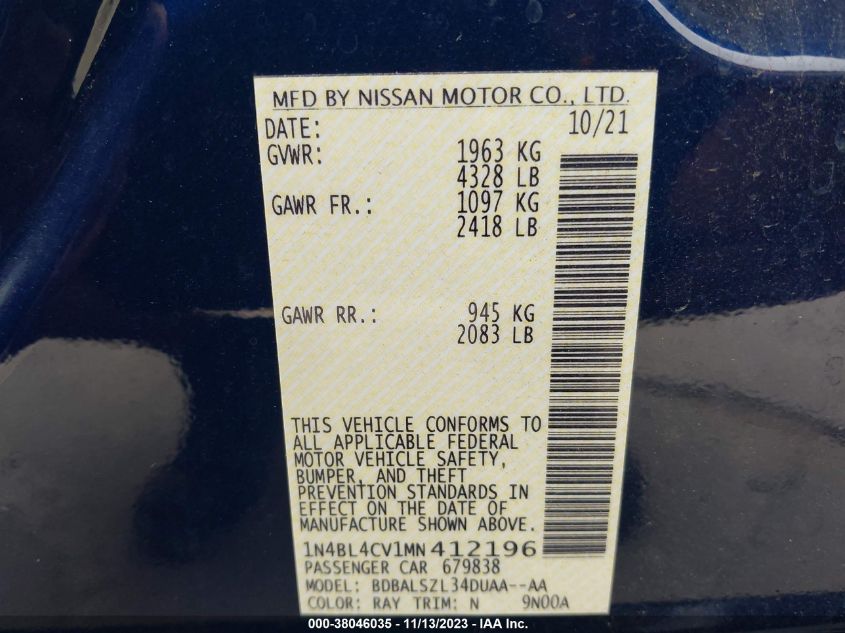 MFD BY NISSAN MOTOR CO., LTD.
DATE: 10/21
GVWR: 1963 KG
4328 LB
GAWR FR.: 1097 KG
2418 LB
GAWR RR.: 945 KG
2083 LB
THIS VEHICLE CONFORMS TO
ALL APPLICABLE FEDERAL
MOTOR VEHICLE SAFETY,
BUMPER, AND THEFT
PREVENTION STANDARDS IN
EFFECT ON THE DATE OF
MANUFACTURE SHOWN ABOVE.
1N4BL4CV1MN412196
PASSENGER CAR 679838
MODEL: BDBALSZL34DUAA--AA
COLOR: RAY TRIM: N 9N00A
000-38046035 - 11/13/2023 - IAA Inc.